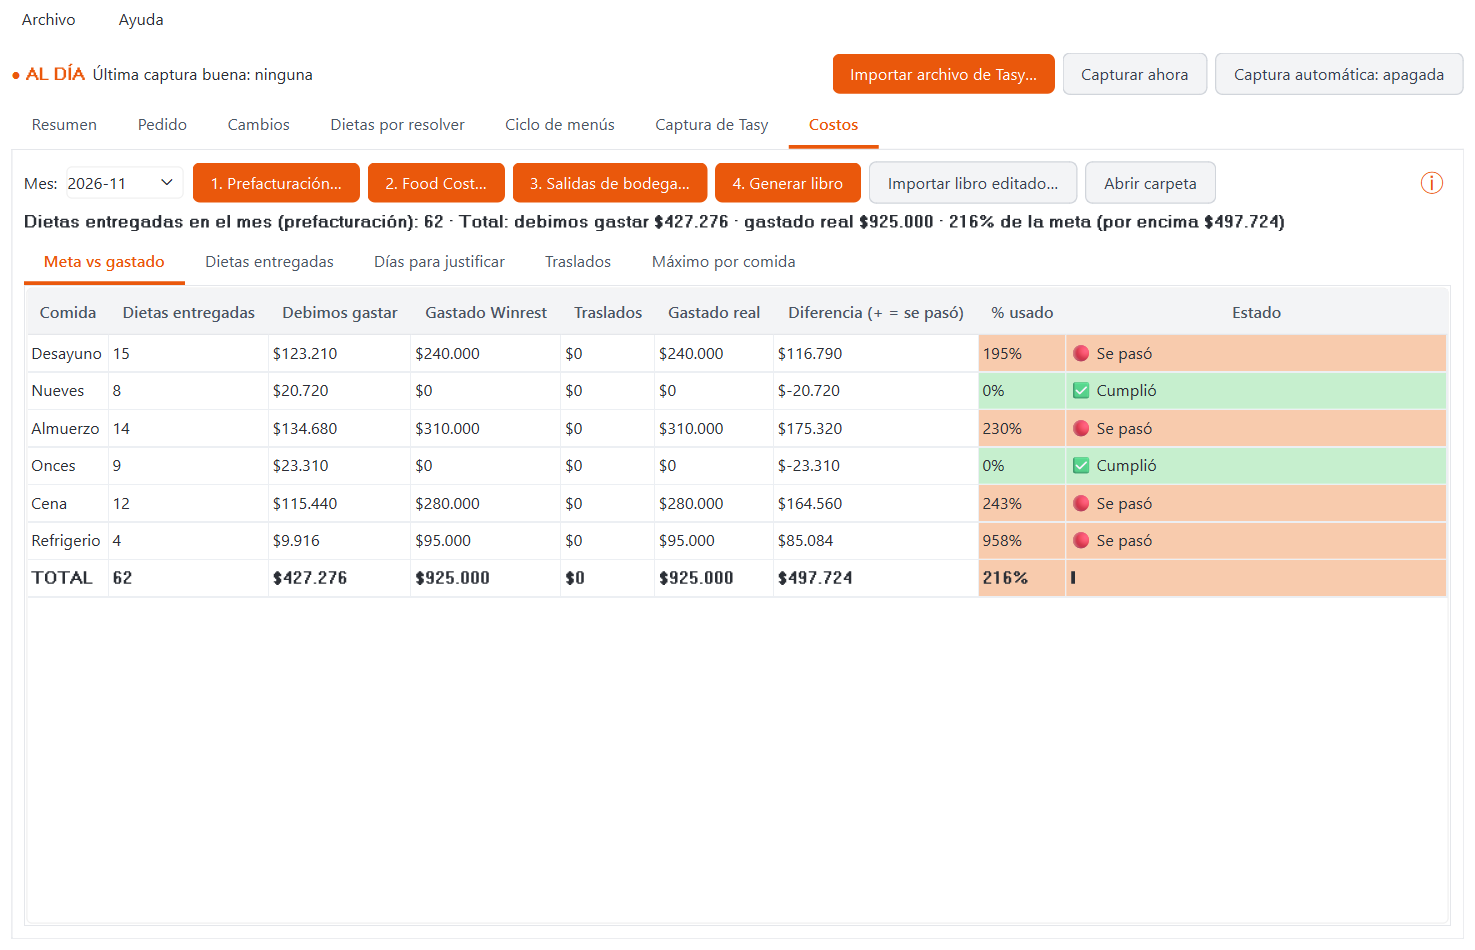 Archivo Ayuda
AL DÍA Última captura buena: ninguna Importar archivo de Tasy... Capturar ahora Captura automática: apagada
Resumen Pedido Cambios Dietas por resolver Ciclo de menús Captura de Tasy Costos
Mes: 2026-11 1. Prefacturación... 2. Food Cost... 3. Salidas de bodega... 4. Generar libro Importar libro editado... Abrir carpeta
Dietas entregadas en el mes (prefacturación): 62 · Total: debimos gastar $427.276 · gastado real $925.000 · 216% de la meta (por encima $497.724)
Meta vs gastado Dietas entregadas Días para justificar Traslados Máximo por comida
Comida Dietas entregadas Debimos gastar Gastado Winrest Traslados Gastado real Diferencia (+ = se pasó) % usado Estado
Desayuno 15 $123.210 $240.000 $0 $240.000 $116.790 195% Se pasó
Nueves 8 $20.720 $0 $0 $0 $-20.720 0% Cumplió
Almuerzo 14 $134.680 $310.000 $0 $310.000 $175.320 230% Se pasó
Onces 9 $23.310 $0 $0 $0 $-23.310 0% Cumplió
Cena 12 $115.440 $280.000 $0 $280.000 $164.560 243% Se pasó
Refrigerio 4 $9.916 $95.000 $0 $95.000 $85.084 958% Se pasó
TOTAL 62 $427.276 $925.000 $0 $925.000 $497.724 216%